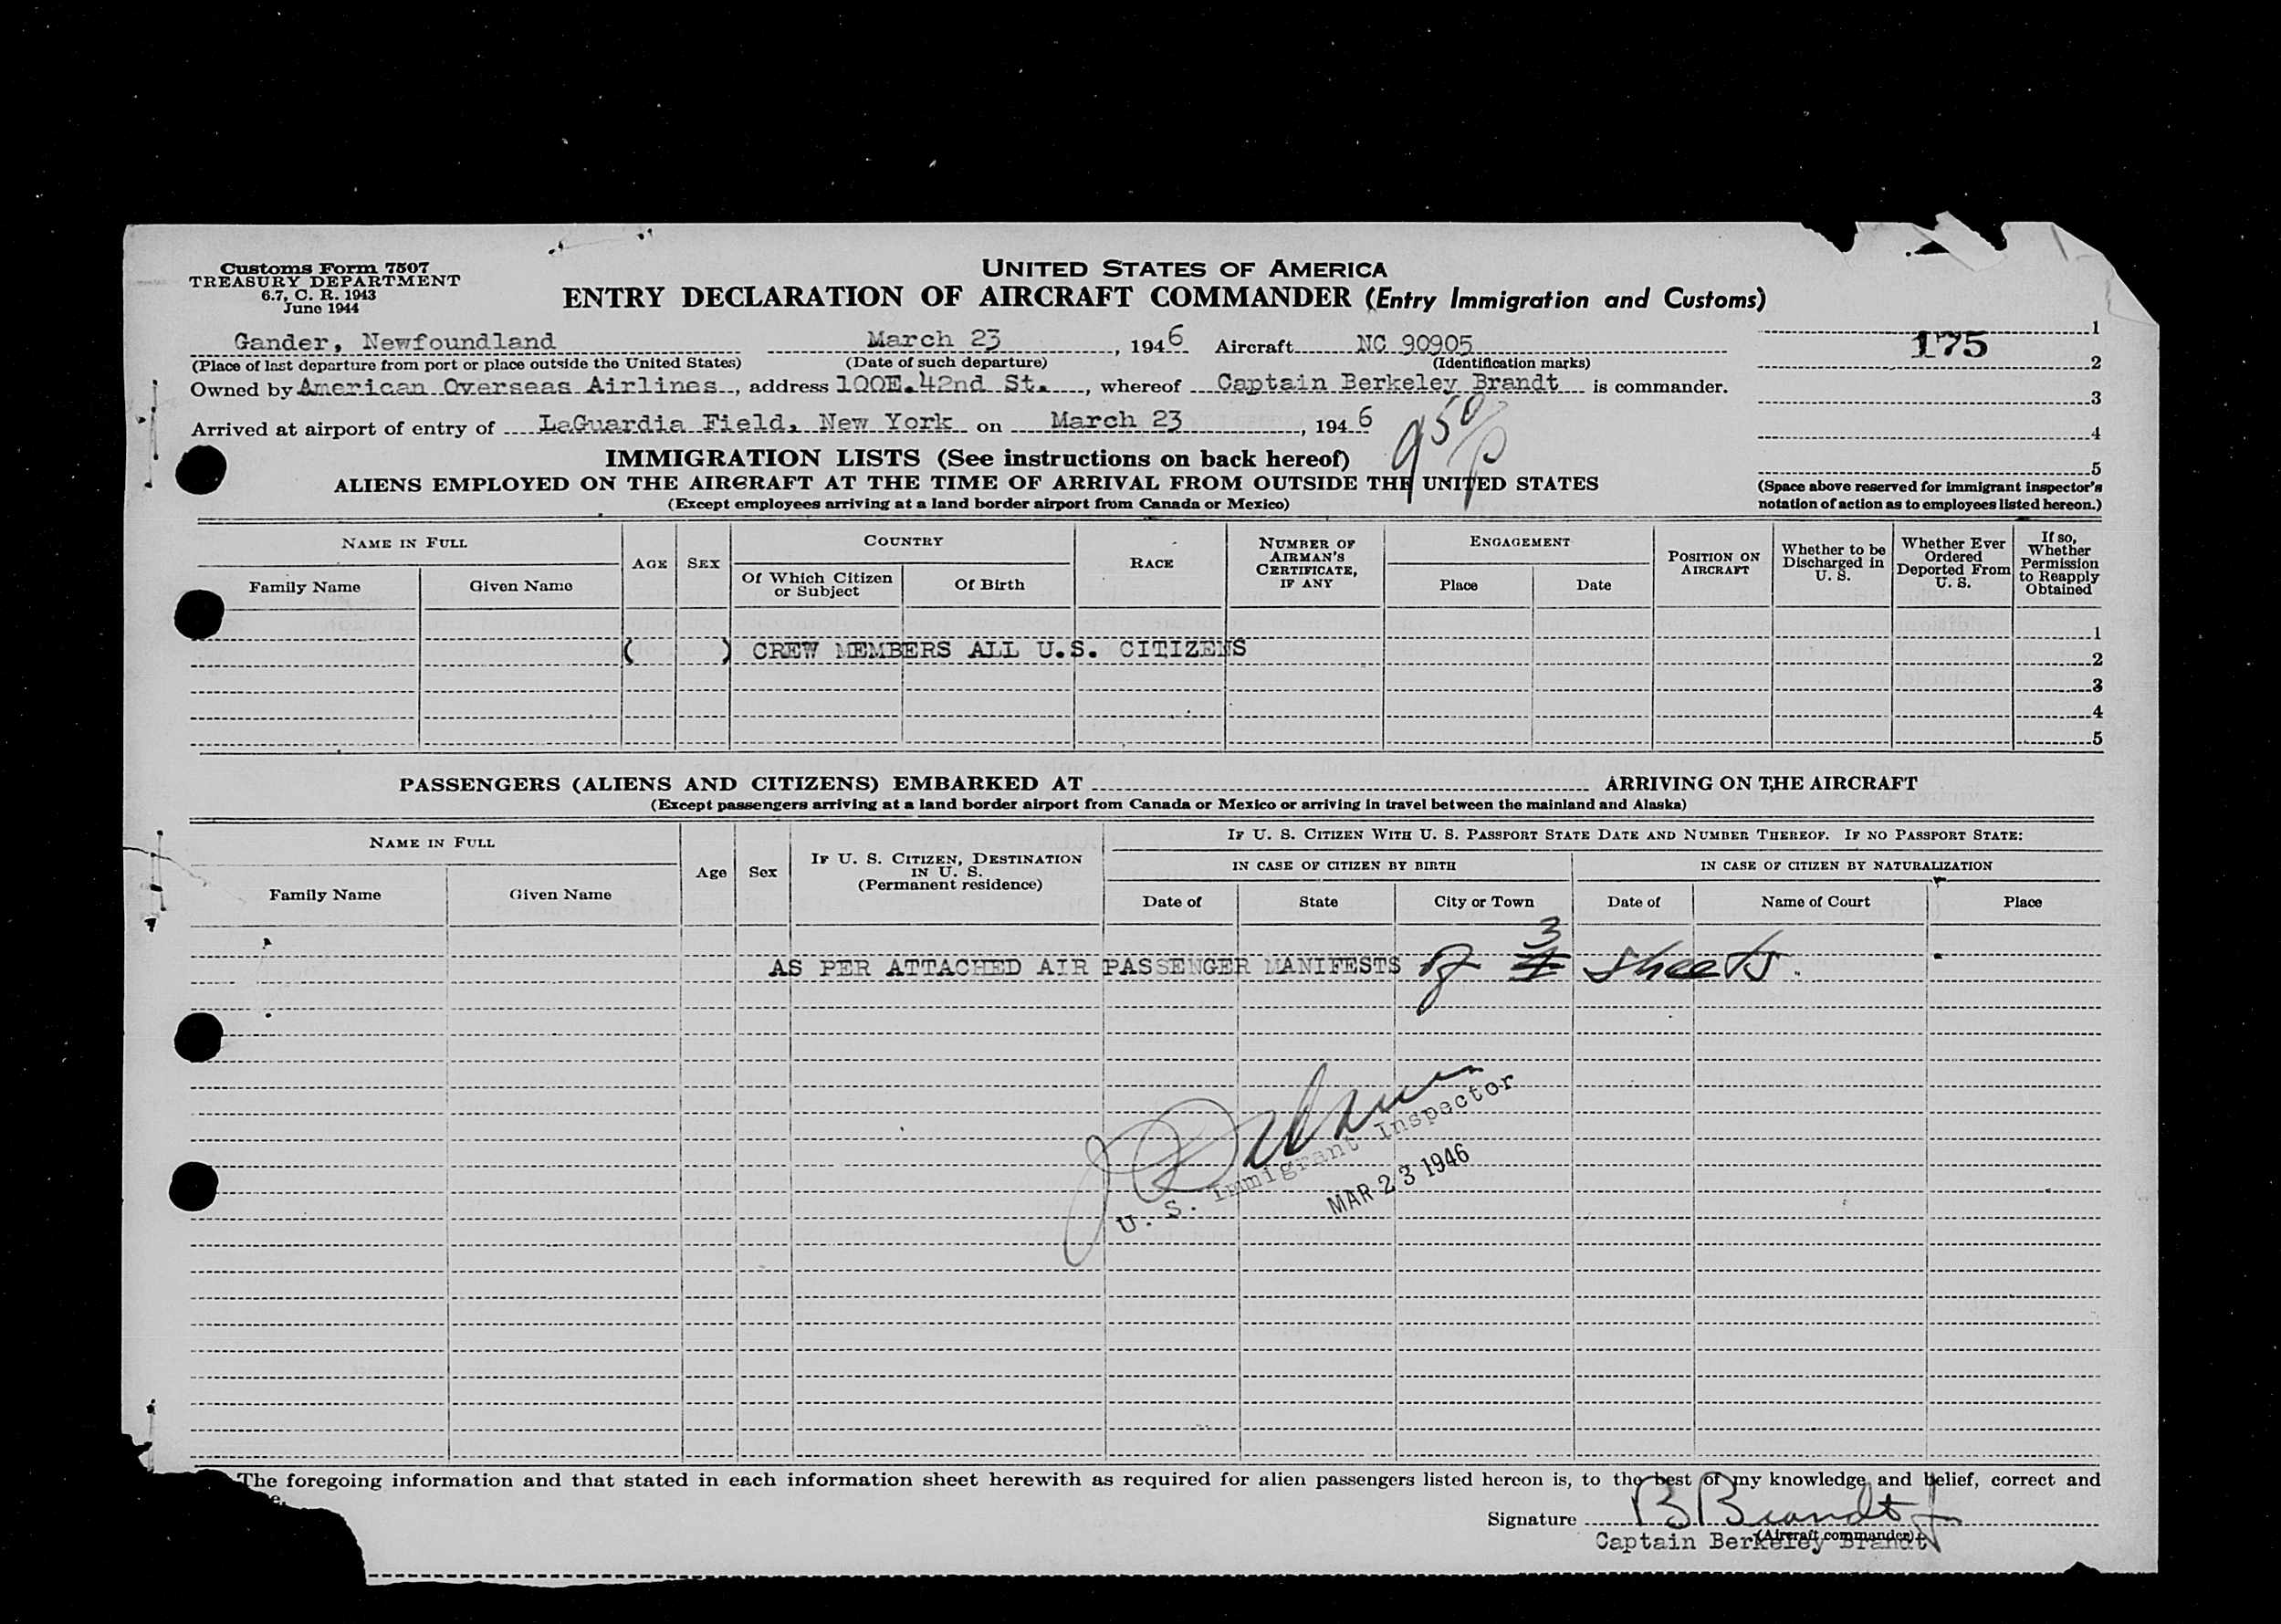 Customs Form 7507
TREASURY DEPARTMENT
6.7, C. R. 1943
June 1944
UNITED STATES OF AMERICA
ENTRY DECLARATION OF AIRCRAFT COMMANDER (Entry Immigration and Customs)
Gander, Newfoundland March 23, 1946 Aircraft NC 90905
(Place of last departure from port or place outside the United States) (Date of such departure) (Identification marks)
Owned by American Overseas Airlines, address 100E.42nd St., whereof Captain Berkeley Brandt is commander.
Arrived at airport of entry of LaGuardia Field, New York on March 23, 1946
950 p
1
175
2
3
4
5
(Space above reserved for immigrant inspector's
notation of action as to employees listed hereon.)
IMMIGRATION LISTS (See instructions on back hereof)
ALIENS EMPLOYED ON THE AIRCRAFT AT THE TIME OF ARRIVAL FROM OUTSIDE THE UNITED STATES
(Except employees arriving at a land border airport from Canada or Mexico)
NAME IN FULL
Family Name Given Name
AGE
SEX
COUNTRY
Of Which Citizen or Subject
Of Birth
RACE
NUMBER OF AIRMAN'S CERTIFICATE, IF ANY
ENGAGEMENT
Place Date
POSITION ON AIRCRAFT
Whether to be Discharged in U. S.
Whether Ever Ordered Deported From U. S.
If so, Whether Permission to Reapply Obtained
1
( ) CREW MEMBERS ALL U.S. CITIZENS 2
3
4
5
PASSENGERS (ALIENS AND CITIZENS) EMBARKED AT ARRIVING ON THE AIRCRAFT
(Except passengers arriving at a land border airport from Canada or Mexico or arriving in travel between the mainland and Alaska)
NAME IN FULL
Family Name Given Name
Age
Sex
IF U. S. CITIZEN, DESTINATION IN U. S.
(Permanent residence)
IF U. S. CITIZEN WITH U. S. PASSPORT STATE DATE AND NUMBER THEREOF. IF NO PASSPORT STATE:
IN CASE OF CITIZEN BY BIRTH IN CASE OF CITIZEN BY NATURALIZATION
Date of State City or Town Date of Name of Court Place
AS PER ATTACHED AIR PASSENGER MANIFESTS of 3 sheets.
U. S. Immigrant Inspector
MAR 23 1946
The foregoing information and that stated in each information sheet herewith as required for alien passengers listed hereon is, to the best of my knowledge and belief, correct and
Signature B Brandt Jr
(Aircraft commander)
Captain Berkeley Brandt